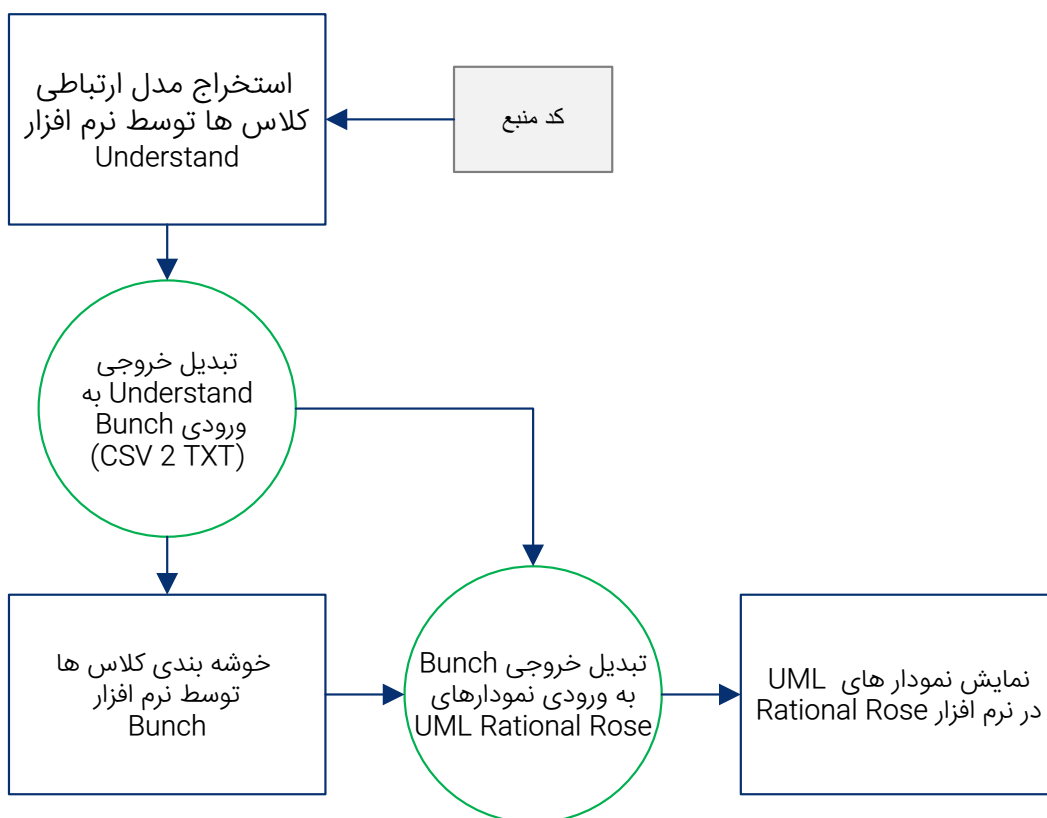 کد منبع
استخراج مدل ارتباطی
کلاس ها توسط نرم افزار
Understand
تبدیل خروجی
Understand به
ورودی Bunch
(CSV 2 TXT)
خوشه بندی کلاس ها
توسط نرم افزار
Bunch
تبدیل خروجی Bunch
به ورودی نمودارهای
UML Rational Rose
نمایش نمودار های UML
در نرم افزار Rational Rose